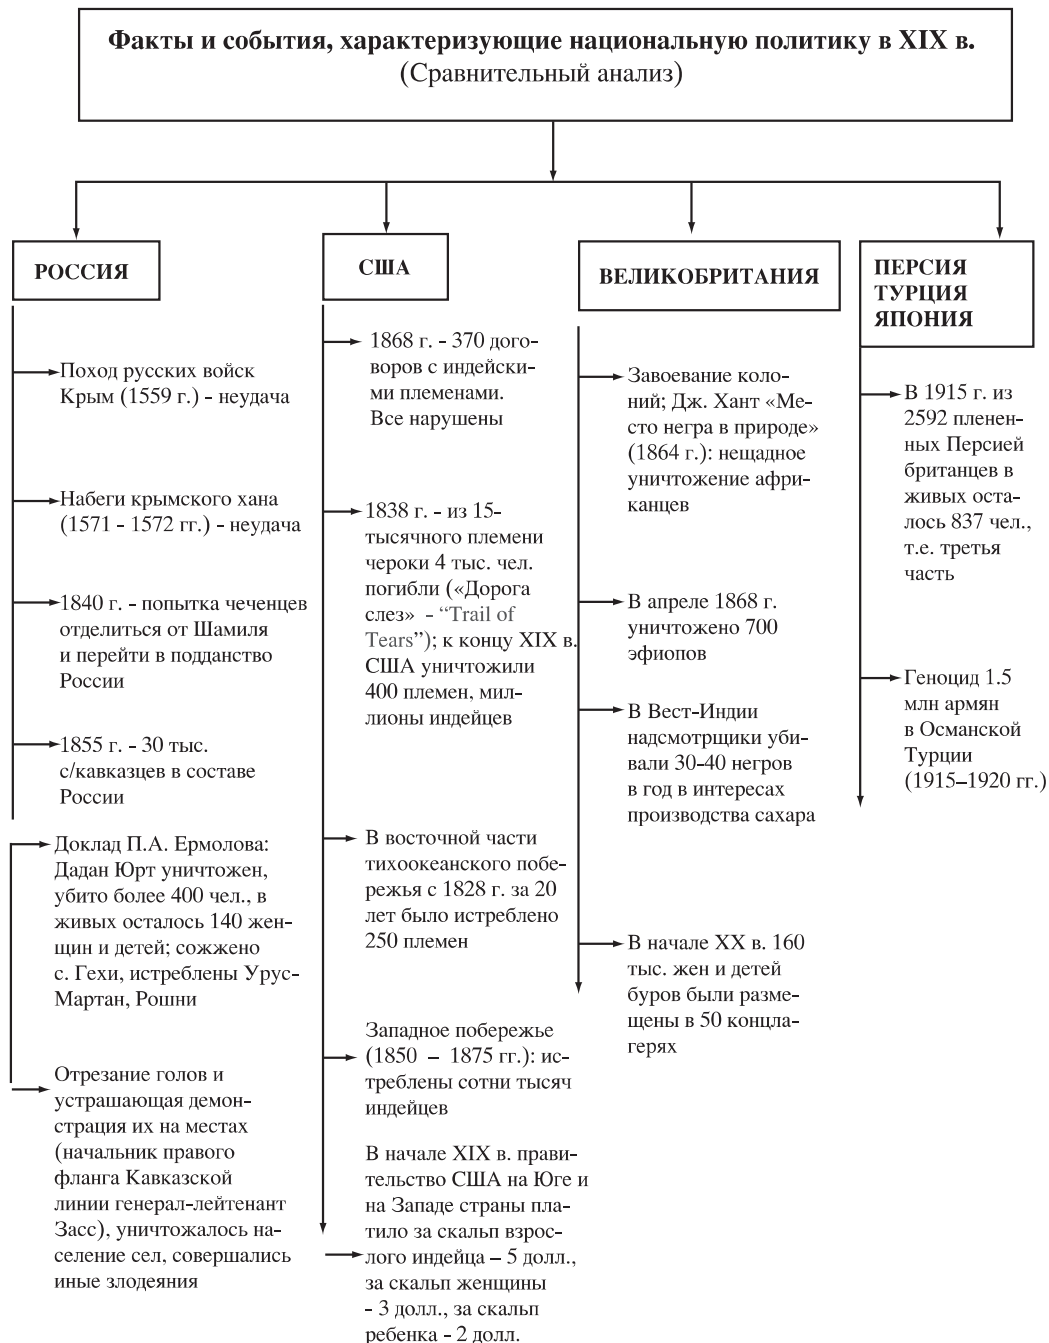 Факты и события, характеризующие национальную политику в XIX в.
(Сравнительный анализ)
РОССИЯ
Поход русских войск
Крым (1559 г.) - неудача
Набеги крымского хана
(1571 - 1572 гг.) - неудача
1840 г. - попытка чеченцев
отделиться от Шамиля
и перейти в подданство
России
1855 г. - 30 тыс.
с/кавказцев в составе
России
Доклад П.А. Ермолова:
Дадан Юрт уничтожен,
убито более 400 чел., в
живых осталось 140 жен-
щин и детей; сожжено
с. Гехи, истреблены Урус-
Мартан, Рошни
Отрезание голов и
устрашающая демон-
страция их на местах
(начальник правого
фланга Кавказской
линии генерал-лейтенант
Засс), уничтожалось на-
селение сел, совершались
иные злодеяния
США
1868 г. - 370 дого-
воров с индейски-
ми племенами.
Все нарушены
1838 г. - из 15-
тысячного племени
чероки 4 тыс. чел.
погибли («Дорога
слез» - “Trail of
Tears”); к концу XIX в.
США уничтожили
400 племен, мил-
лионы индейцев
В восточной части
тихоокеанского побе-
режья с 1828 г. за 20
лет было истреблено
250 племен
Западное побережье
(1850 – 1875 гг.): ис-
треблены сотни тысяч
индейцев
В начале XIX в. прави-
тельство США на Юге и
на Западе страны пла-
тило за скальп взрос-
лого индейца – 5 долл.,
за скальп женщины
- 3 долл., за скальп
ребенка - 2 долл.
ВЕЛИКОБРИТАНИЯ
Завоевание коло-
ний; Дж. Хант «Ме-
сто негра в природе»
(1864 г.): нещадное
уничтожение афри-
канцев
В апреле 1868 г.
уничтожено 700
эфиопов
В Вест-Индии
надсмотрщики уби-
вали 30-40 негров
в год в интересах
производства сахара
В начале XX в. 160
тыс. жен и детей
буров были разме-
щены в 50 концла-
герях
ПЕРСИЯ
ТУРЦИЯ
ЯПОНИЯ
В 1915 г. из
2592 пленен-
ных Персией
британцев в
живых оста-
лось 837 чел.,
т.е. третья
часть
Геноцид 1.5
млн армян
в Османской
Турции
(1915–1920 гг.)